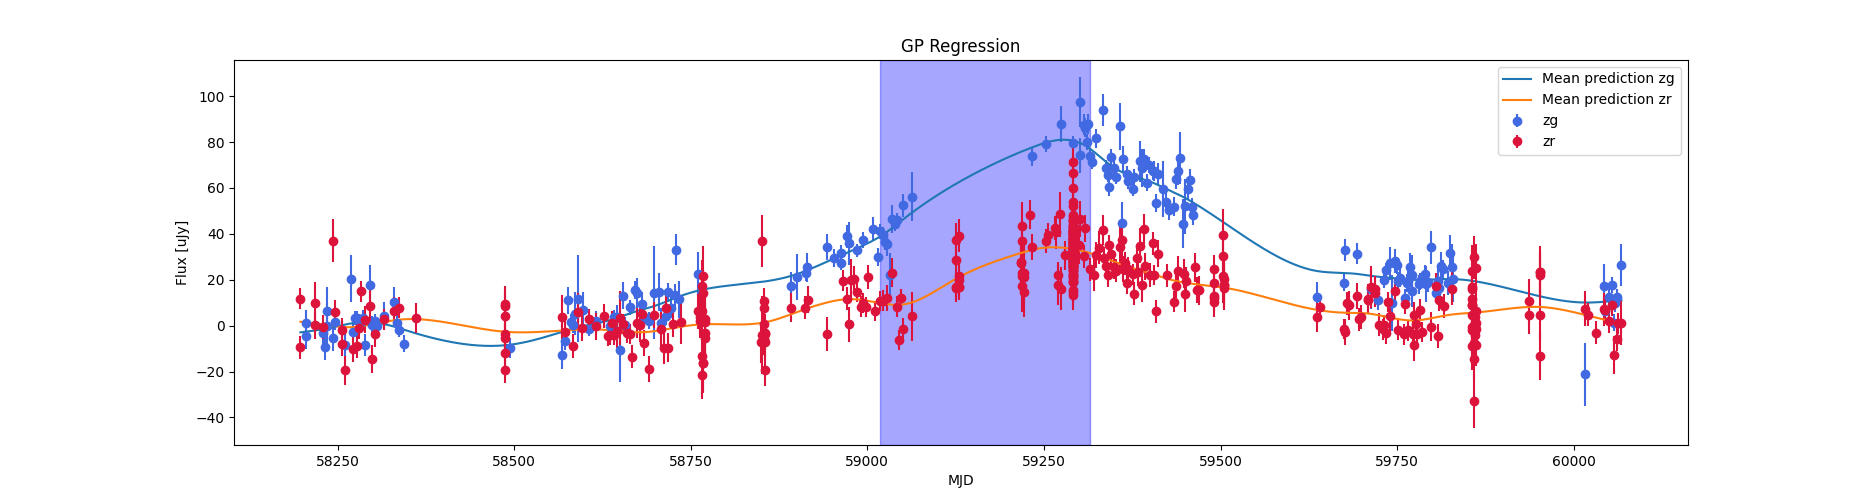 GP Regression
Mean prediction zg
Mean prediction zr
zg
zr
Flux [uJy]
100
80
60
40
20
0
−20
−40
58250 58500 58750 59000 59250 59500 59750 60000
MJD